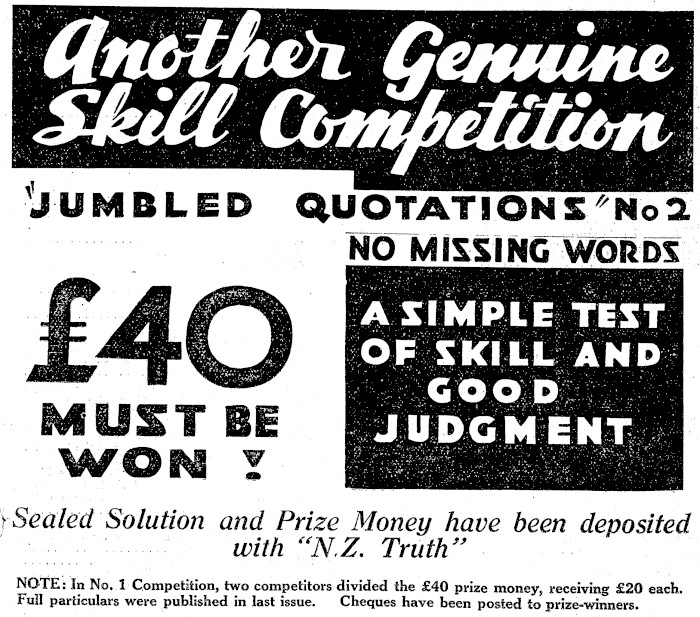 Another Genuine
Skill Competition
"JUMBLED QUOTATIONS" No 2
NO MISSING WORDS
£40
MUST BE
WON !
A SIMPLE TEST
OF SKILL AND
GOOD
JUDGMENT
Sealed Solution and Prize Money have been deposited
with "N.Z. Truth"
NOTE: In No. 1 Competition, two competitors divided the £40 prize money, receiving £20 each.
Full particulars were published in last issue. Cheques have been posted to prize-winners.